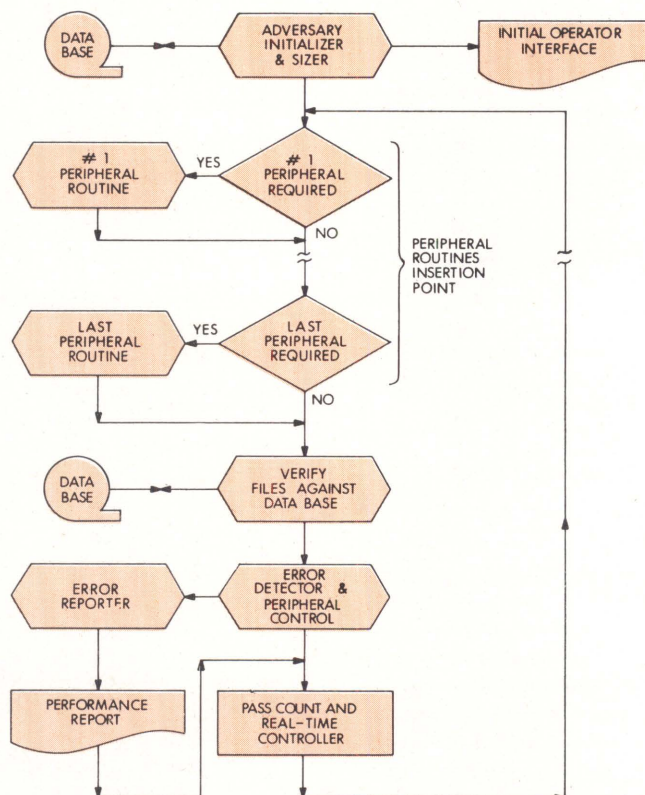 DATA
BASE
ADVERSARY
INITIALIZER
& SIZER
INITIAL OPERATOR
INTERFACE
# 1
PERIPHERAL
ROUTINE
YES
# 1
PERIPHERAL
REQUIRED
NO
PERIPHERAL
ROUTINES
INSERTION
POINT
LAST
PERIPHERAL
ROUTINE
YES
LAST
PERIPHERAL
REQUIRED
NO
DATA
BASE
VERIFY
FILES AGAINST
DATA BASE
ERROR
REPORTER
ERROR
DETECTOR &
PERIPHERAL
CONTROL
PERFORMANCE
REPORT
PASS COUNT AND
REAL-TIME
CONTROLLER